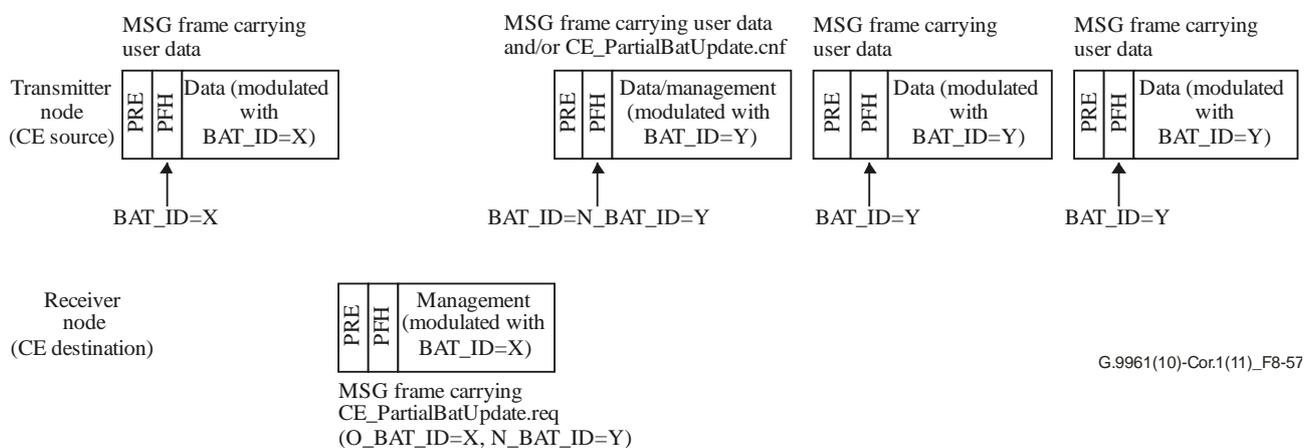 MSG frame carrying
user data
MSG frame carrying user data
and/or CE_PartialBatUpdate.cnf
MSG frame carrying
user data
MSG frame carrying
user data
Transmitter
node
(CE source)
PRE
PFH
Data (modulated
with
BAT_ID=X)
PRE
PFH
Data/management
(modulated with
BAT_ID=Y)
PRE
PFH
Data (modulated
with
BAT_ID=Y)
PRE
PFH
Data (modulated
with
BAT_ID=Y)
BAT_ID=X
BAT_ID=N_BAT_ID=Y
BAT_ID=Y
BAT_ID=Y
Receiver
node
(CE destination)
PRE
PFH
Management
(modulated with
BAT_ID=X)
MSG frame carrying
CE_PartialBatUpdate.req
(O_BAT_ID=X, N_BAT_ID=Y)
G.9961(10)-Cor.1(11)_F8-57